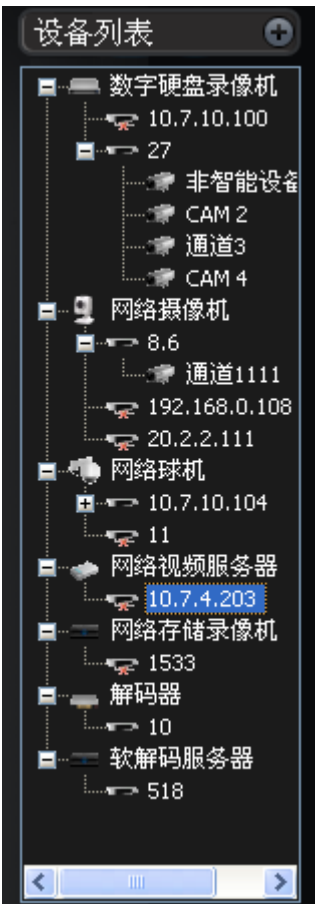 设备列表
数字硬盘录像机
10.7.10.100
27
非智能设备
CAM 2
通道3
CAM 4
网络摄像机
8.6
通道1111
192.168.0.108
20.2.2.111
网络球机
10.7.10.104
11
网络视频服务器
10.7.4.203
网络存储录像机
1533
解码器
10
软解码服务器
518